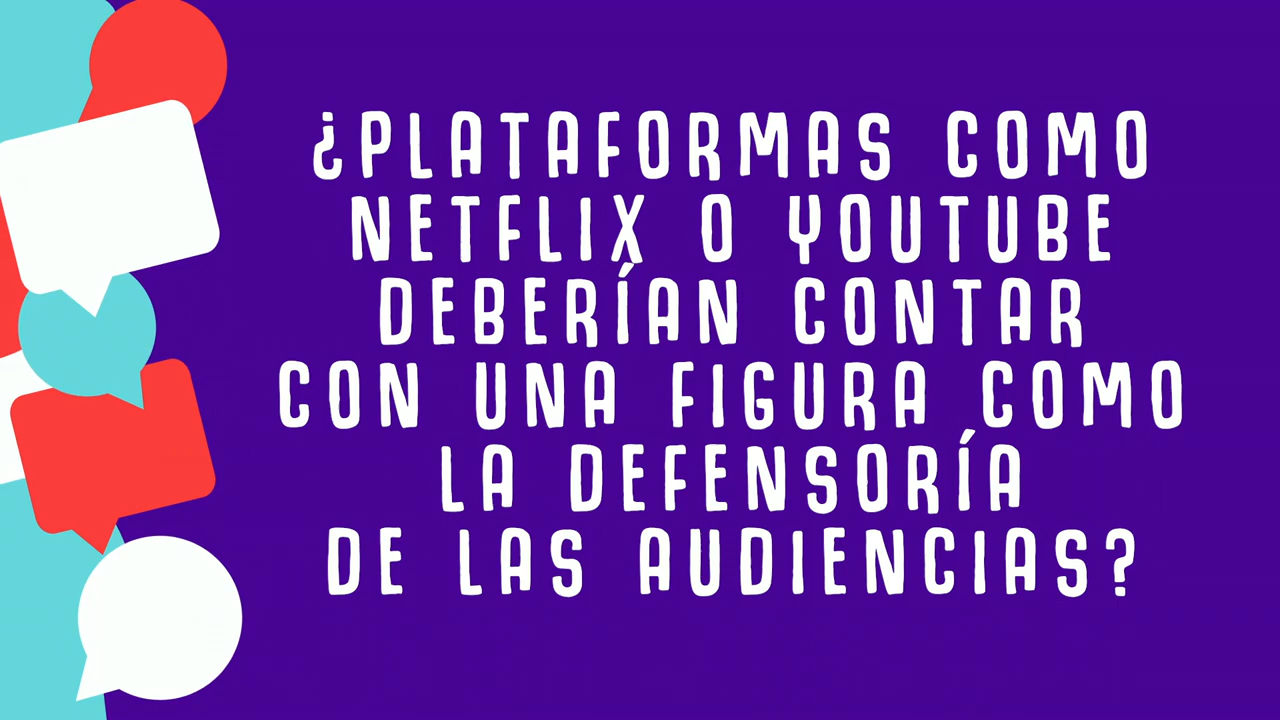 ¿PLATAFORMAS COMO
NETFLIX O YOUTUBE
DEBERÍAN CONTAR
CON UNA FIGURA COMO
LA DEFENSORÍA
DE LAS AUDIENCIAS?